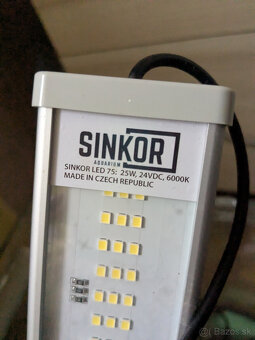 SINKOR
AQUARIUM
SINKOR LED 75: 25W, 24VDC, 6000K
MADE IN CZECH REPUBLIC
bazos.sk